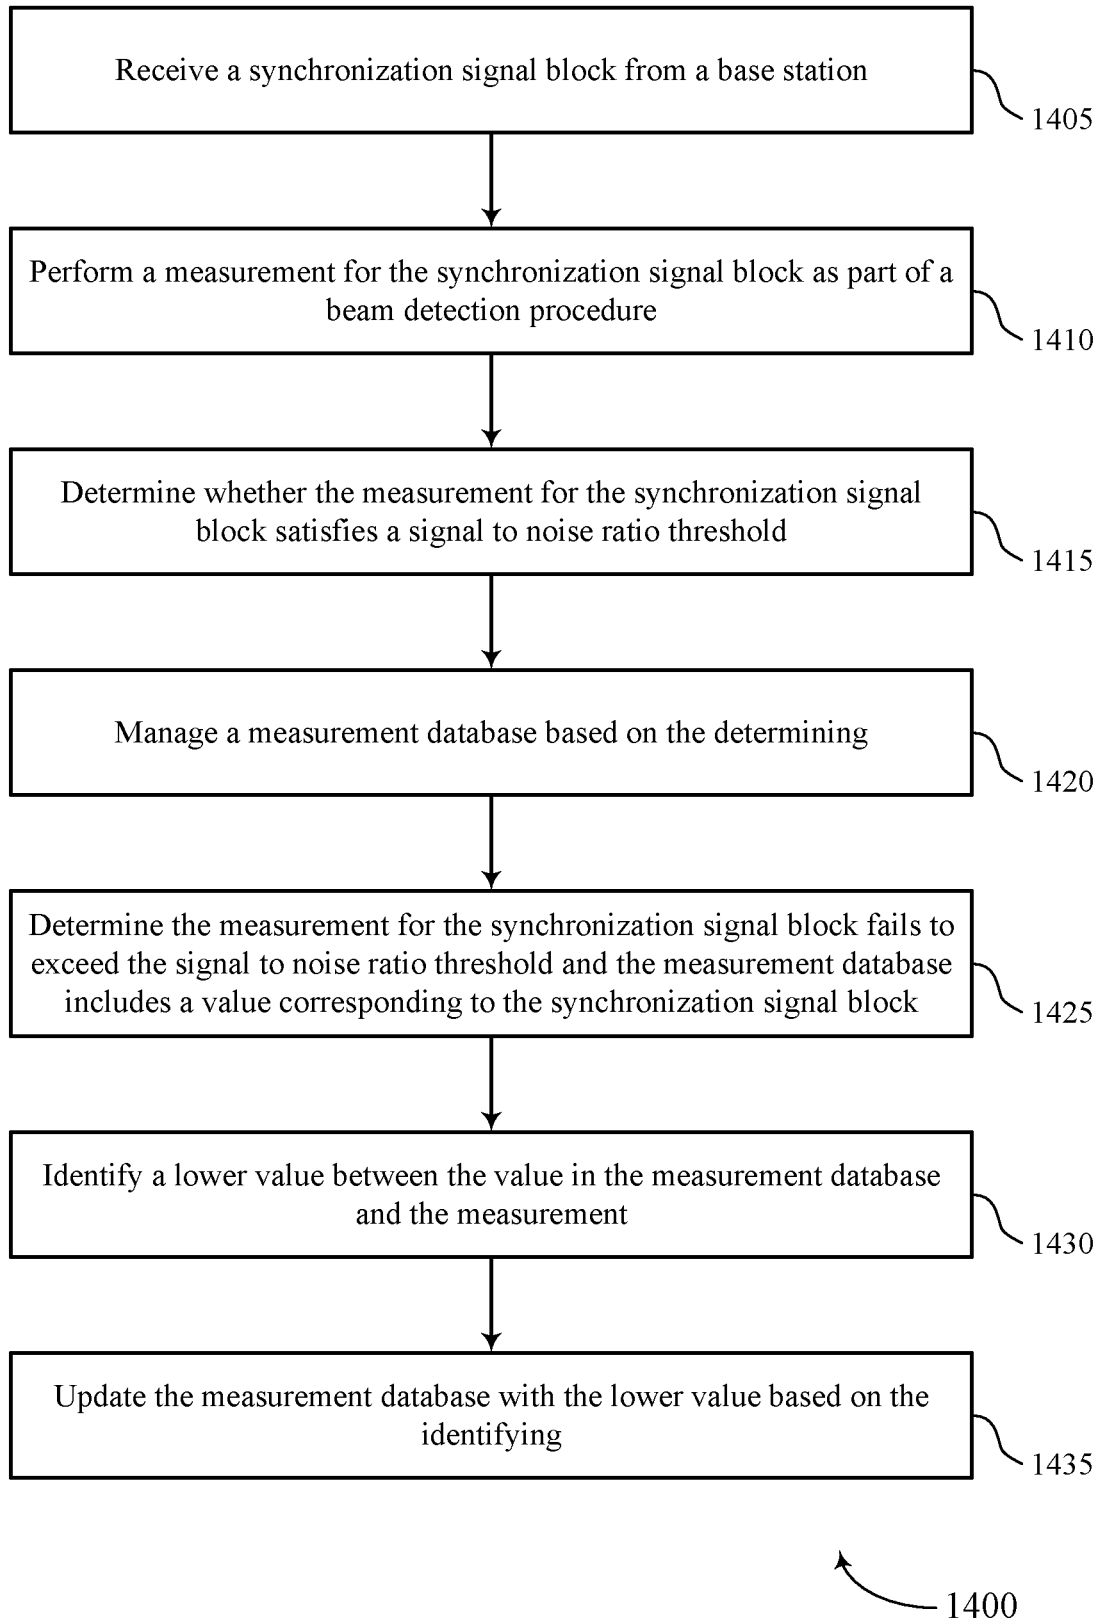 Receive a synchronization signal block from a base station
1405
Perform a measurement for the synchronization signal block as part of a
beam detection procedure
1410
Determine whether the measurement for the synchronization signal
block satisfies a signal to noise ratio threshold
1415
Manage a measurement database based on the determining
1420
Determine the measurement for the synchronization signal block fails to
exceed the signal to noise ratio threshold and the measurement database
includes a value corresponding to the synchronization signal block
1425
Identify a lower value between the value in the measurement database
and the measurement
1430
Update the measurement database with the lower value based on the
identifying
1435
1400